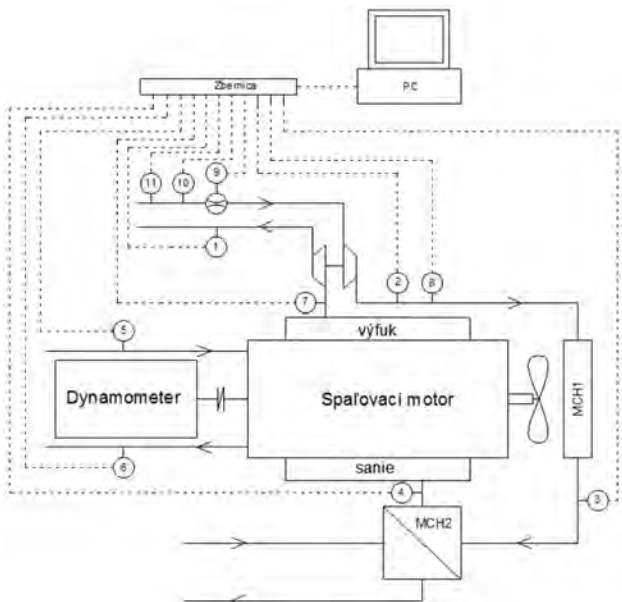 PC
Zbernica
9
11
10
1
2
8
7
výfuk
5
Dynamometer
Spaľovací motor
MCH1
6
sanie
4
3
MCH2